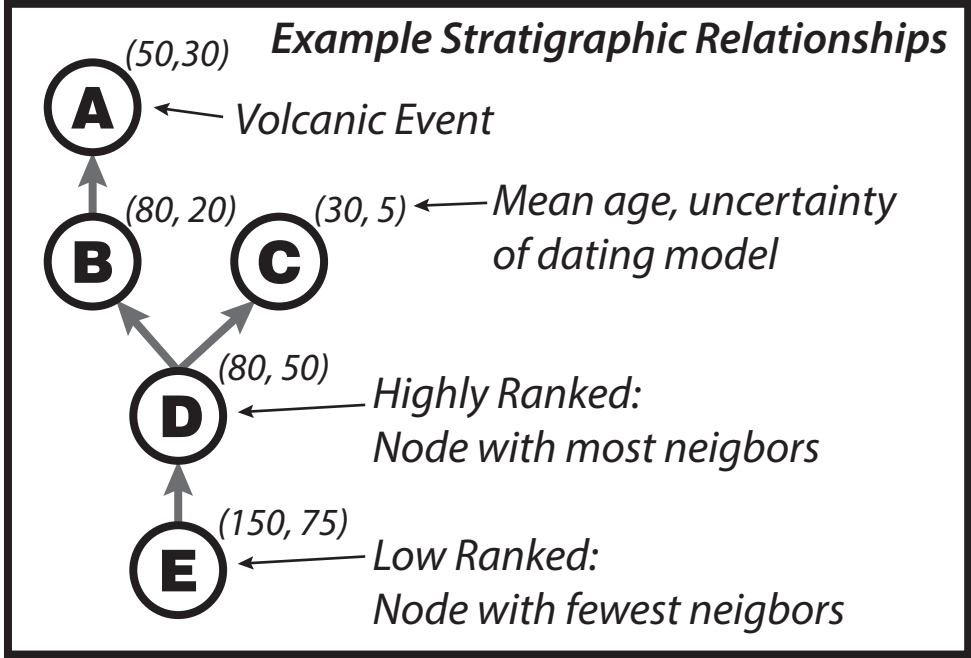 Example Stratigraphic Relationships
(50,30)
A
Volcanic Event
(80, 20)
B
(30, 5)
C
Mean age, uncertainty
of dating model
(80, 50)
D
Highly Ranked:
Node with most neigbors
(150, 75)
E
Low Ranked:
Node with fewest neigbors